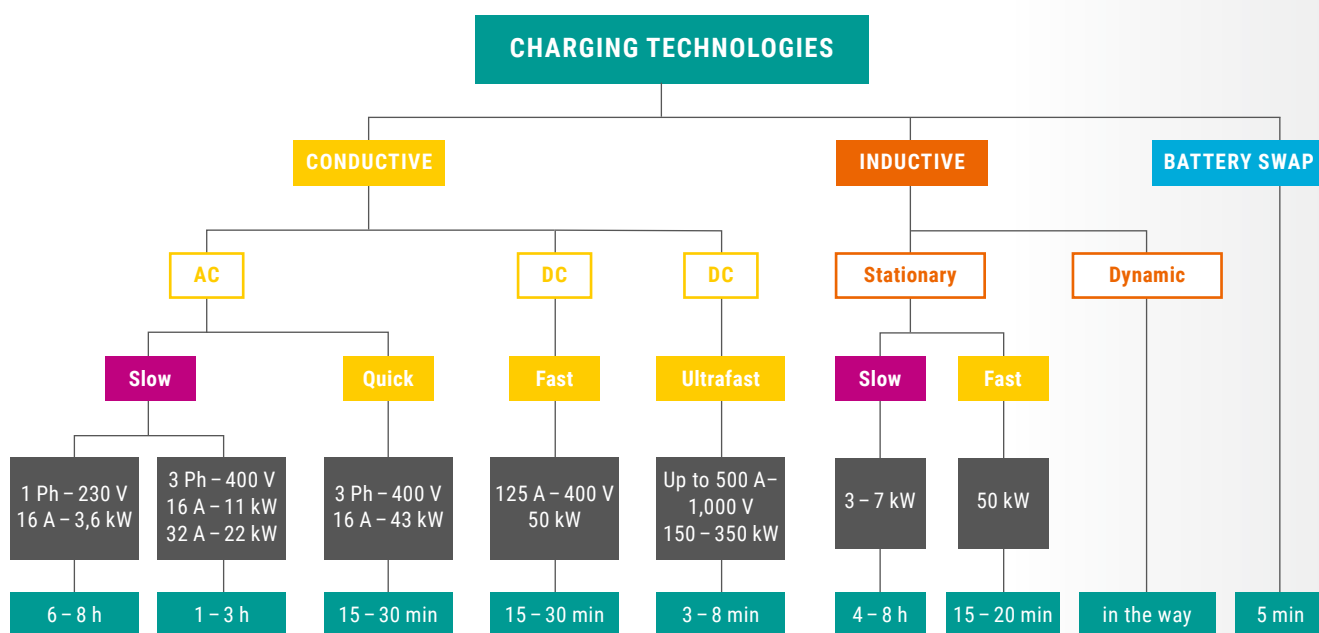 CHARGING TECHNOLOGIES
CONDUCTIVE
INDUCTIVE
BATTERY SWAP
AC
DC
DC
Stationary
Dynamic
Slow
Quick
Fast
Ultrafast
Slow
Fast
1 Ph – 230 V
16 A – 3,6 kW
3 Ph – 400 V
16 A – 11 kW
32 A – 22 kW
3 Ph – 400 V
16 A – 43 kW
125 A – 400 V
50 kW
Up to 500 A–
1,000 V
150 – 350 kW
3 – 7 kW
50 kW
6 – 8 h
1 – 3 h
15 – 30 min
15 – 30 min
3 – 8 min
4 – 8 h
15 – 20 min
in the way
5 min